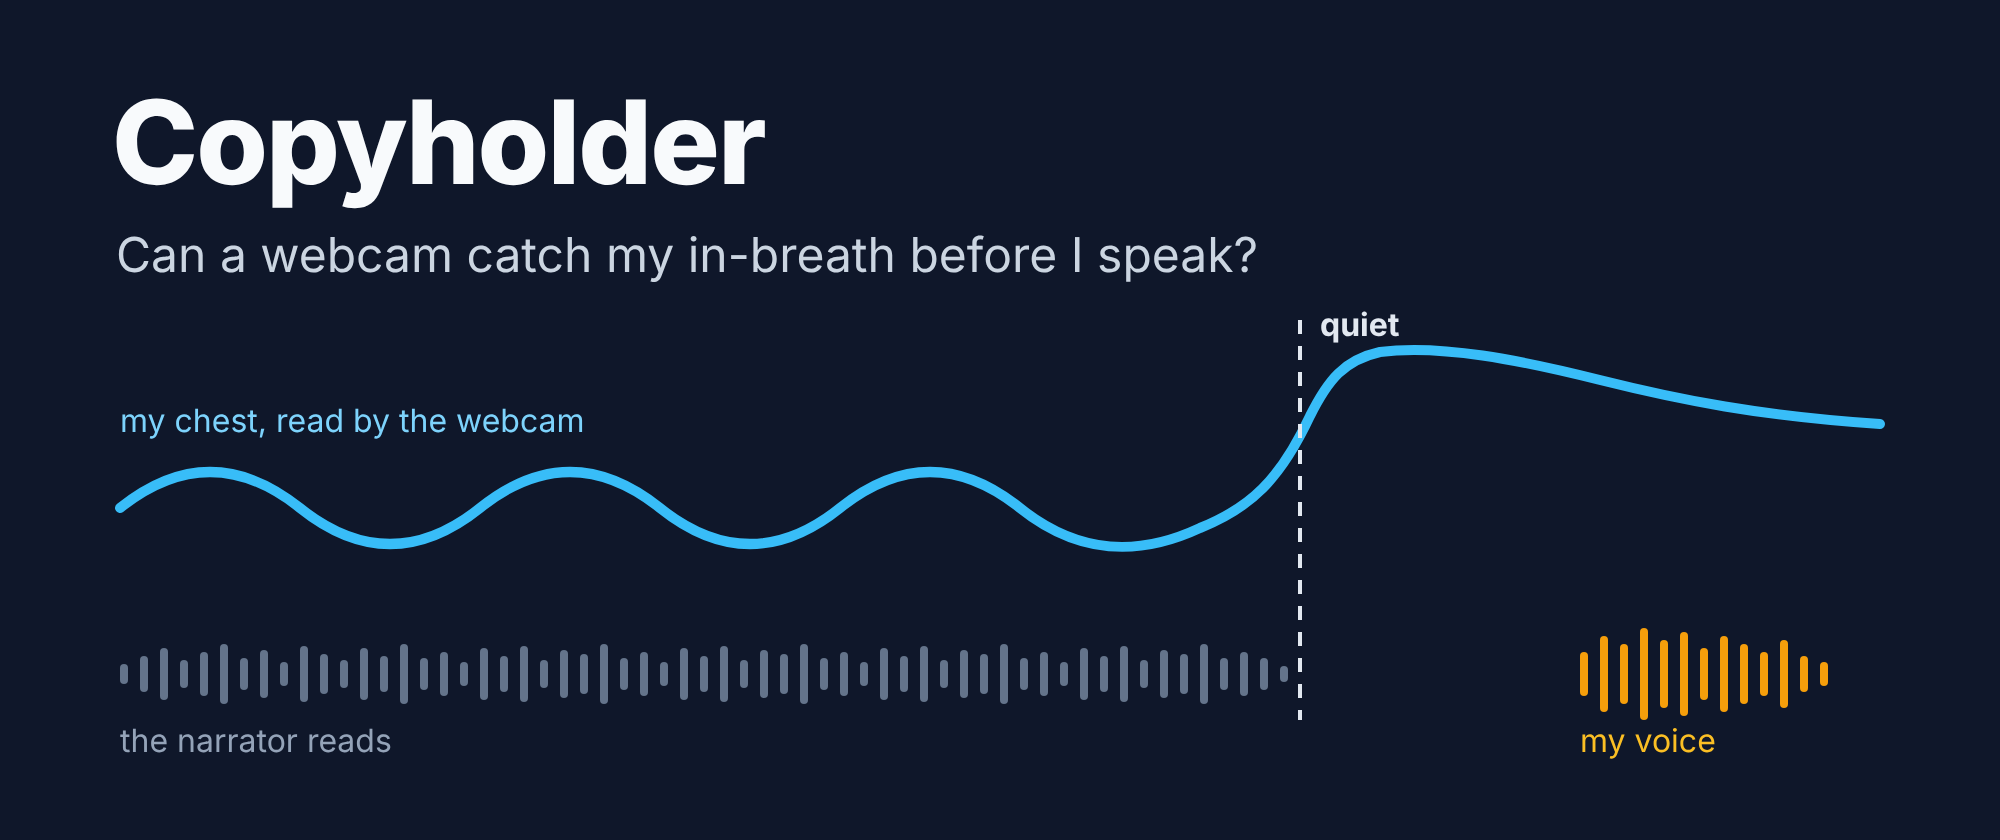 Copyholder
Can a webcam catch my in-breath before I speak?
quiet
my chest, read by the webcam
the narrator reads
my voice